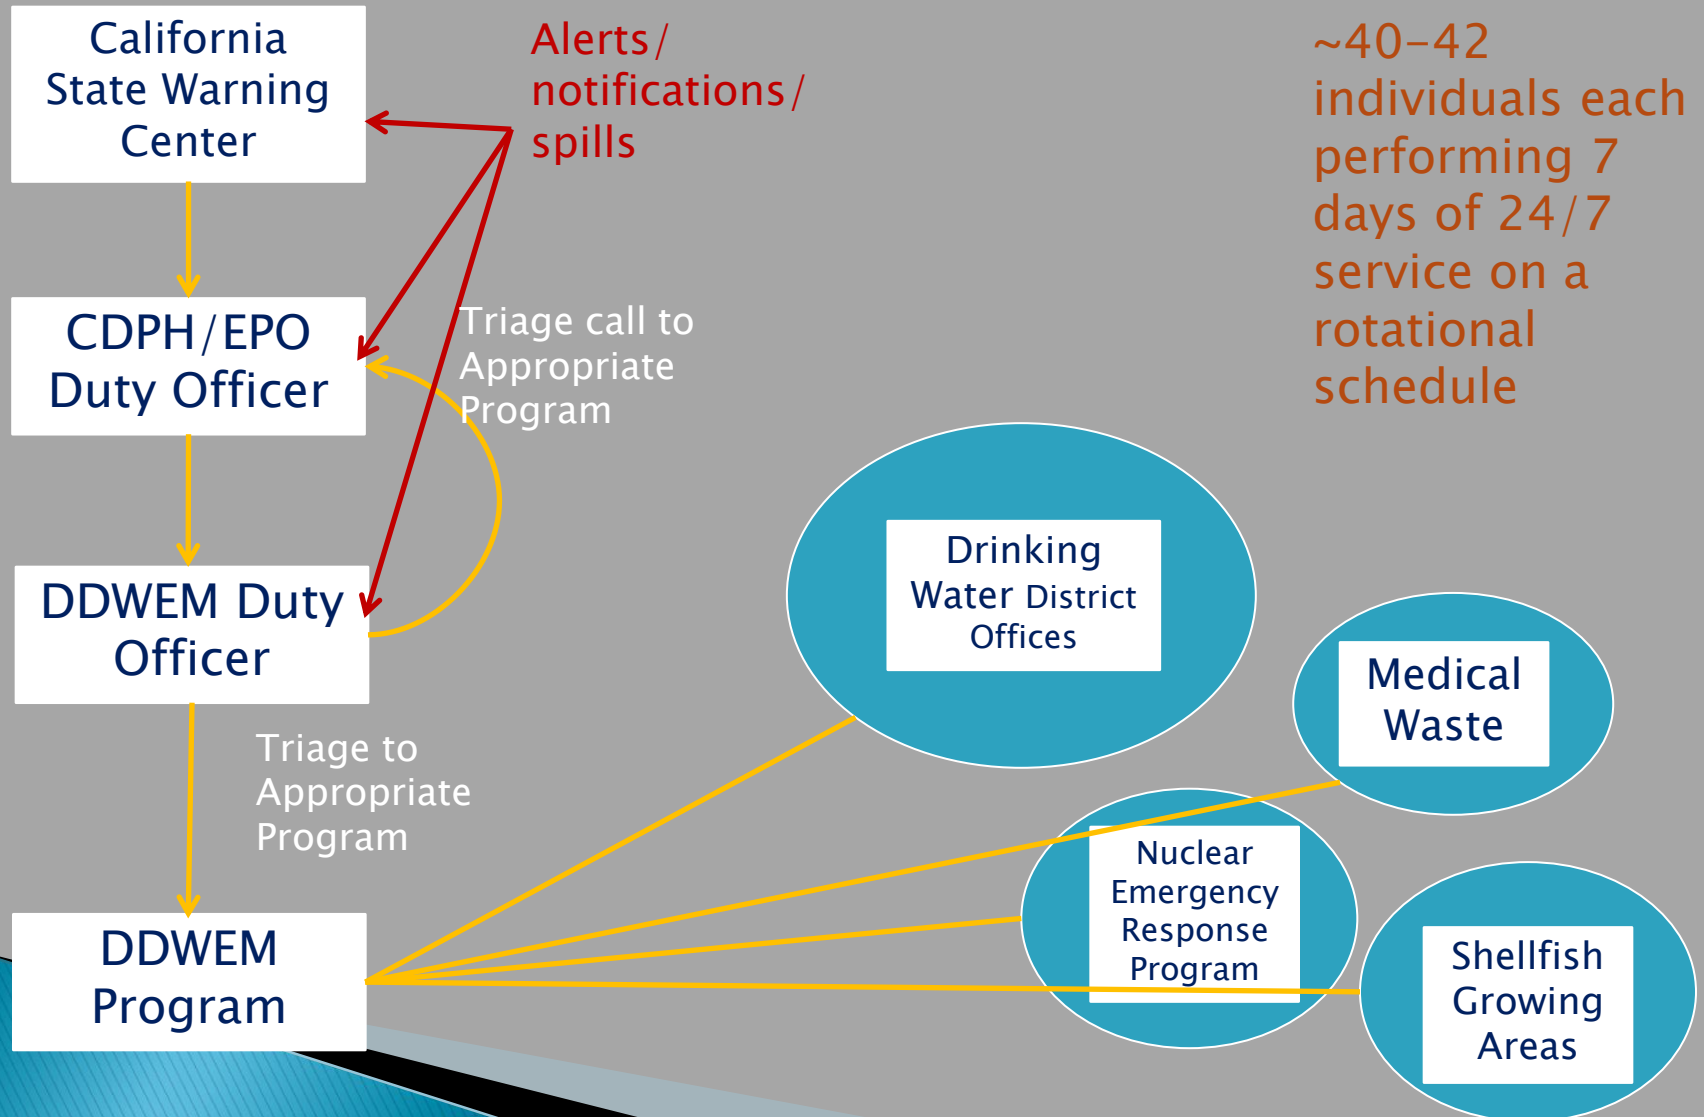 California
State Warning
Center
Alerts/
notifications/
spills
~40-42
individuals each
performing 7
days of 24/7
service on a
rotational
schedule
CDPH/EPO
Duty Officer
Triage call to
Appropriate
Program
DDWEM Duty
Officer
Drinking
Water District
Offices
Medical
Waste
Triage to
Appropriate
Program
Nuclear
Emergency
Response
Program
DDWEM
Program
Shellfish
Growing
Areas